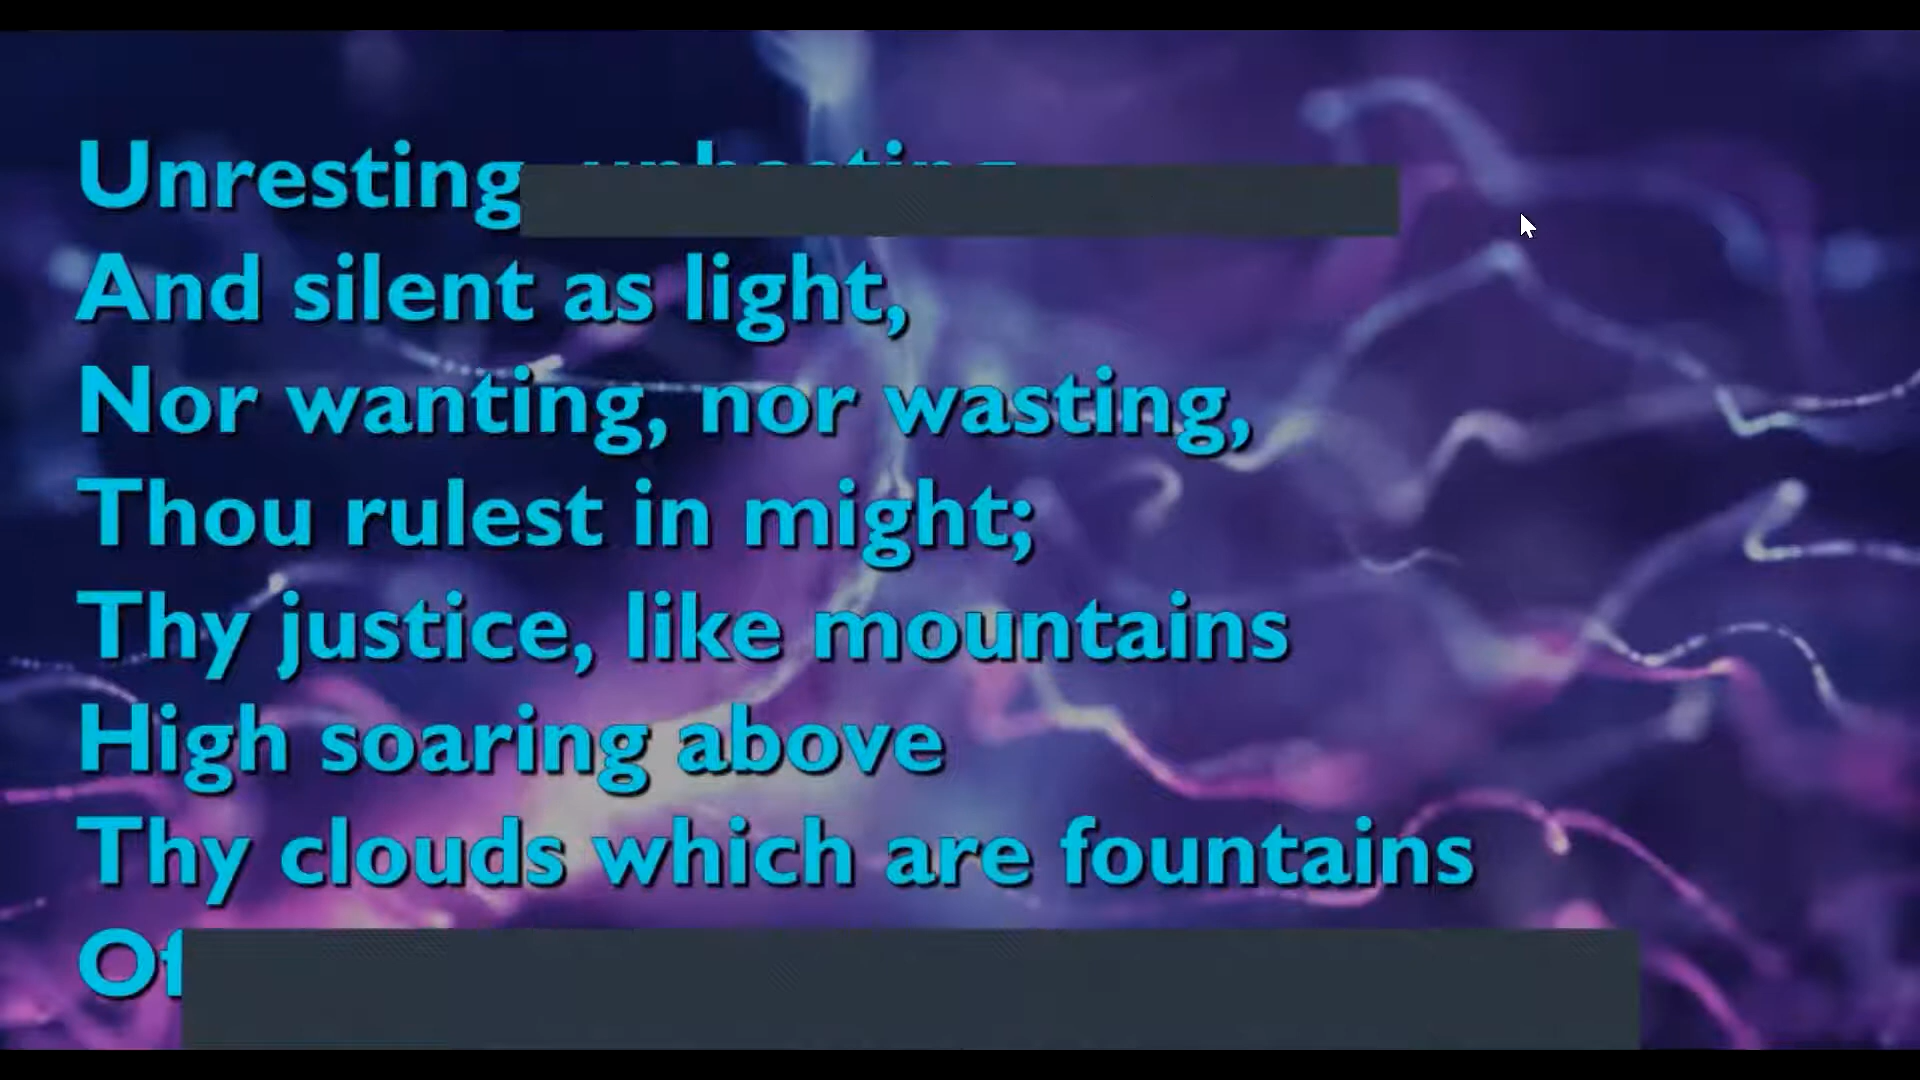 Unresting
And silent as light,
Nor wanting, nor wasting,
Thou rulest in might;
Thy justice, like mountains
High soaring above
Thy clouds which are fountains
Of